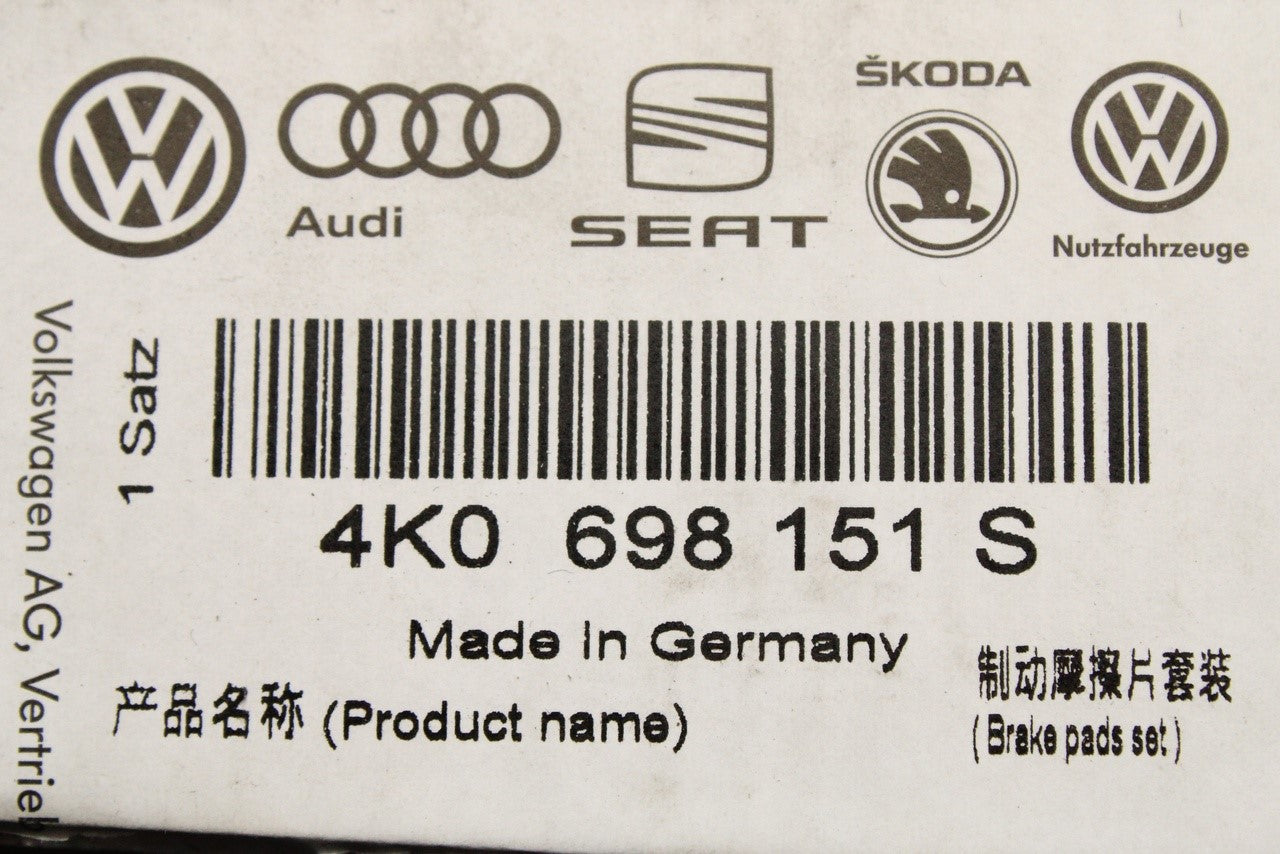 Audi
SEAT
ŠKODA
Nutzfahrzeuge
Volkswagen AG, Vertrieb
1 Satz
4K0 698 151 S
Made in Germany
产品名称 (Product name)
制动摩擦片套装
( Brake pads set )